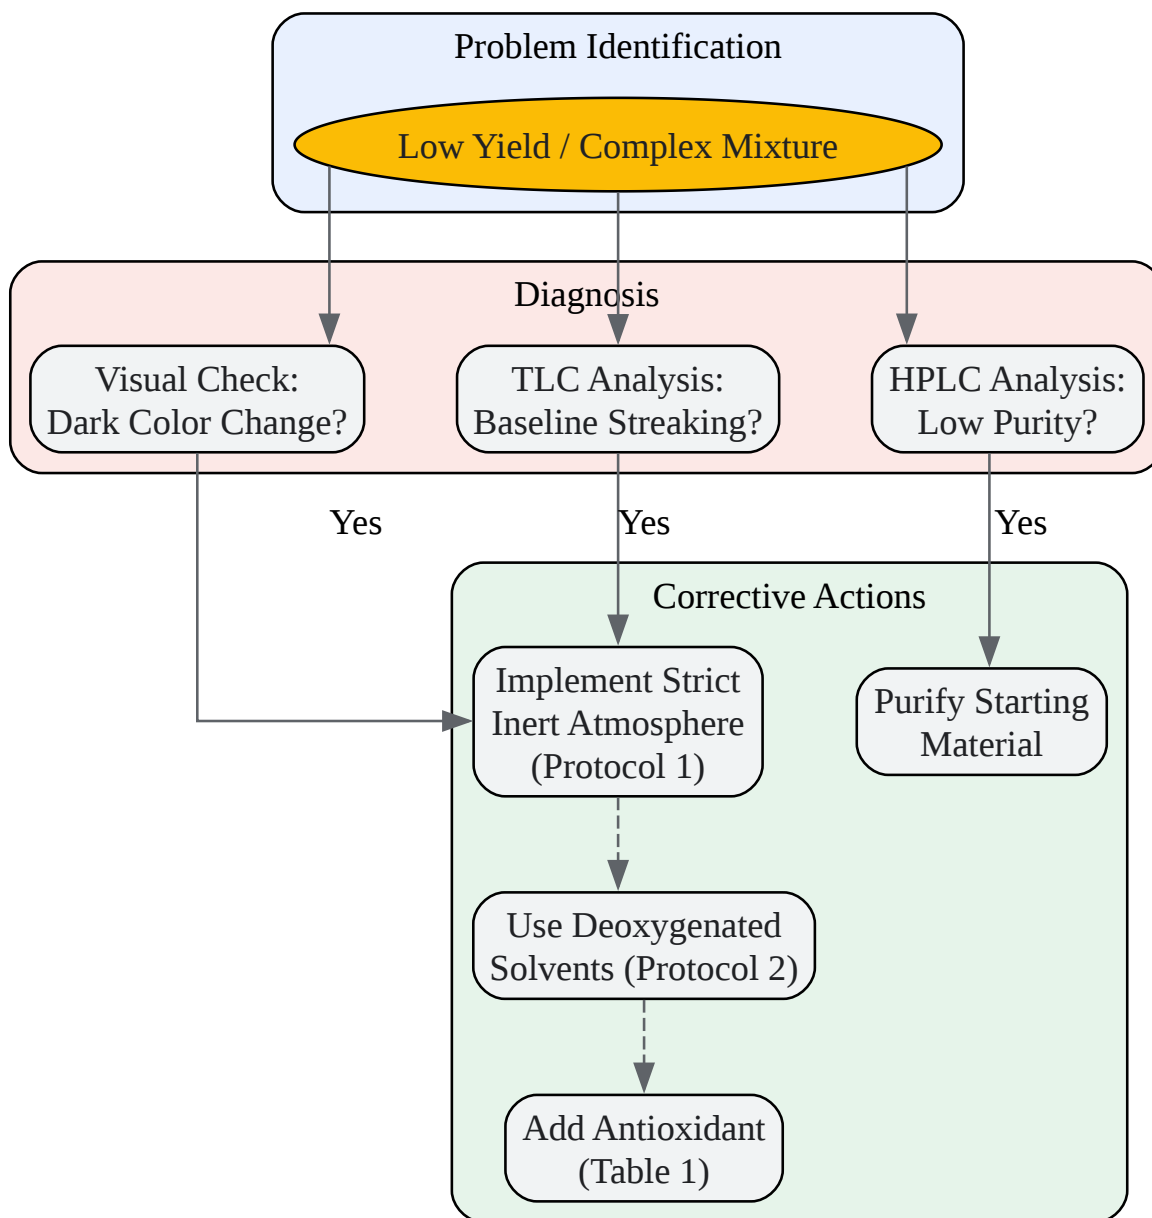 Problem Identification
Low Yield / Complex Mixture
Diagnosis
Visual Check:
Dark Color Change?
TLC Analysis:
Baseline Streaking?
HPLC Analysis:
Low Purity?
Yes
Yes
Yes
Corrective Actions
Implement Strict
Inert Atmosphere
(Protocol 1)
Purify Starting
Material
Use Deoxygenated
Solvents (Protocol 2)
Add Antioxidant
(Table 1)